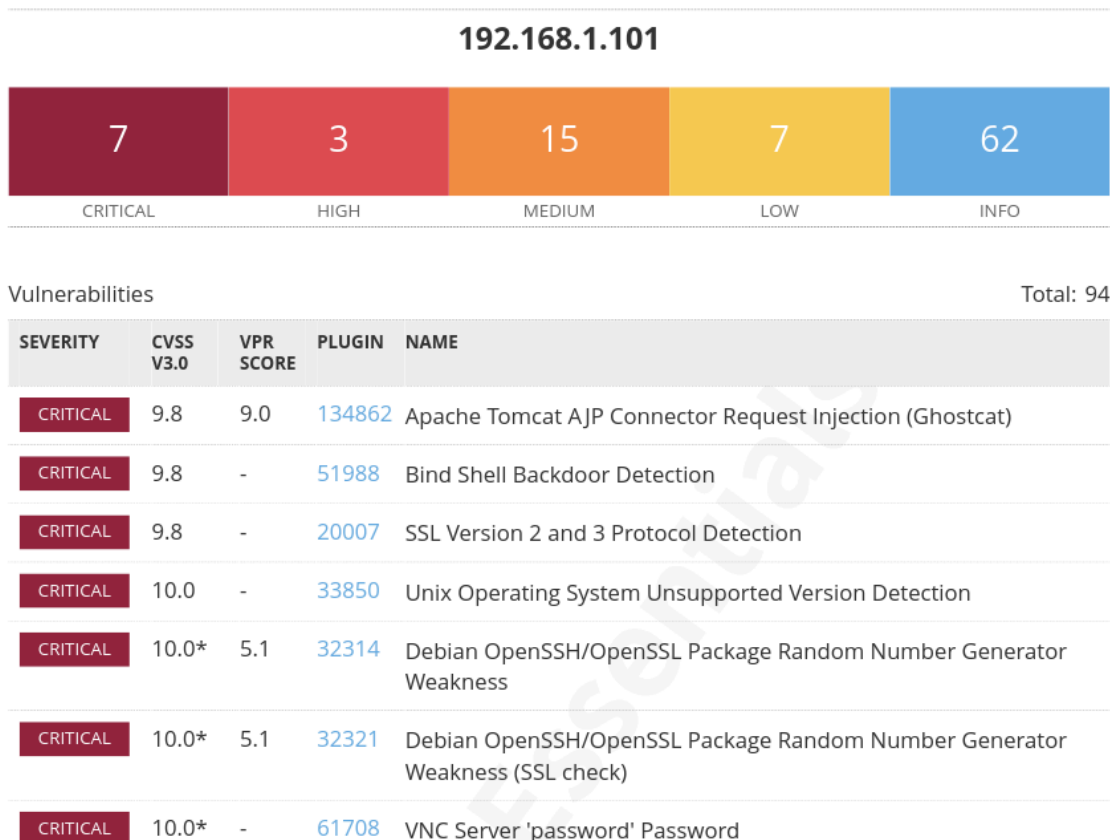 192.168.1.101
7 3 15 7 62
CRITICAL HIGH MEDIUM LOW INFO
Vulnerabilities Total: 94
SEVERITY CVSS V3.0 VPR SCORE PLUGIN NAME
CRITICAL 9.8 9.0 134862 Apache Tomcat AJP Connector Request Injection (Ghostcat)
CRITICAL 9.8 - 51988 Bind Shell Backdoor Detection
CRITICAL 9.8 - 20007 SSL Version 2 and 3 Protocol Detection
CRITICAL 10.0 - 33850 Unix Operating System Unsupported Version Detection
CRITICAL 10.0* 5.1 32314 Debian OpenSSH/OpenSSL Package Random Number Generator
Weakness
CRITICAL 10.0* 5.1 32321 Debian OpenSSH/OpenSSL Package Random Number Generator
Weakness (SSL check)
CRITICAL 10.0* - 61708 VNC Server 'password' Password
Essentials